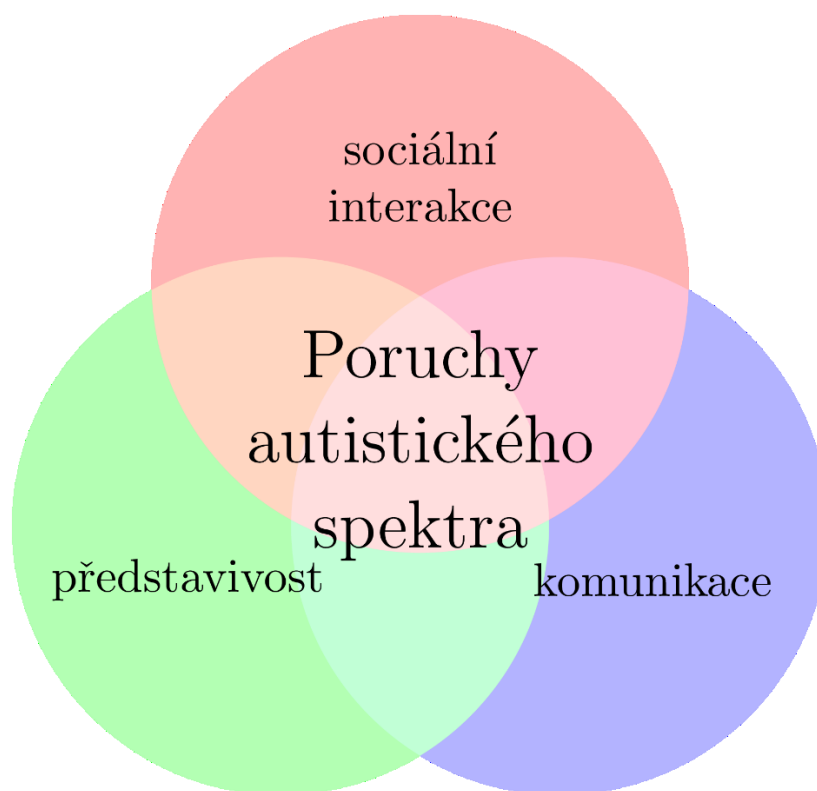 sociální
interakce
Poruchy
autistického
spektra
představivost
komunikace